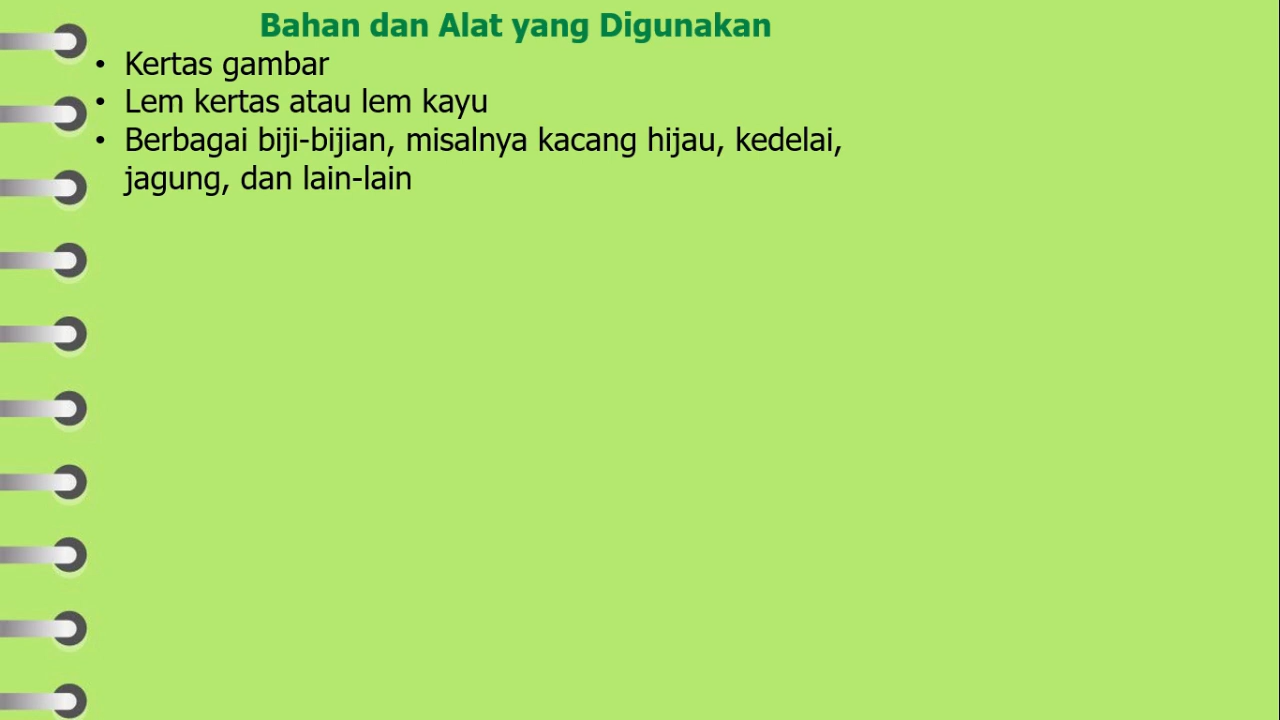 Bahan dan Alat yang Digunakan
• Kertas gambar
• Lem kertas atau lem kayu
• Berbagai biji-bijian, misalnya kacang hijau, kedelai,
jagung, dan lain-lain